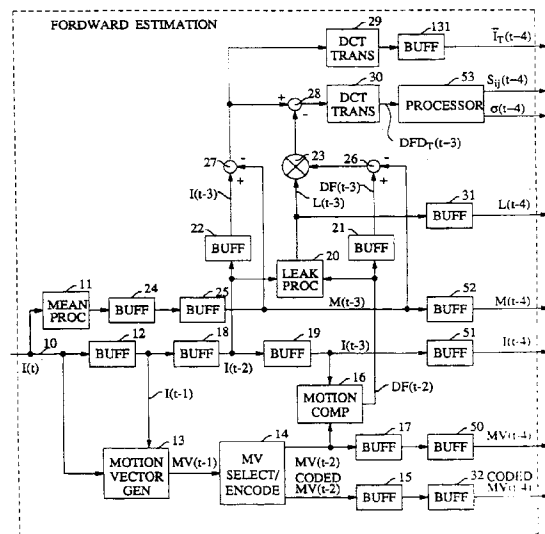 FORDWARD ESTIMATION
29
DCT TRANS
131
BUFF
ĪT(t-4)
30
DCT TRANS
53
PROCESSOR
Sij(t-4)
σ(t-4)
+
-
28
DFDT(t-3)
23
-
26
+
DF(t-3)
27
-
+
I(t-3)
L(t-3)
31
BUFF
L(t-4)
22
BUFF
20
LEAK PROC
21
BUFF
11
MEAN PROC
24
BUFF
25
BUFF
M(t-3)
52
BUFF
M(t-4)
10
I(t)
12
BUFF
18
BUFF
I(t-2)
19
BUFF
I(t-3)
51
BUFF
I(t-4)
I(t-1)
16
MOTION COMP
DF(t-2)
13
MOTION VECTOR GEN
MV(t-1)
14
MV SELECT/ ENCODE
MV(t-2)
17
BUFF
50
BUFF
MV(t-4)
CODED MV(t-2)
15
BUFF
32
BUFF
CODED MV(t-4)